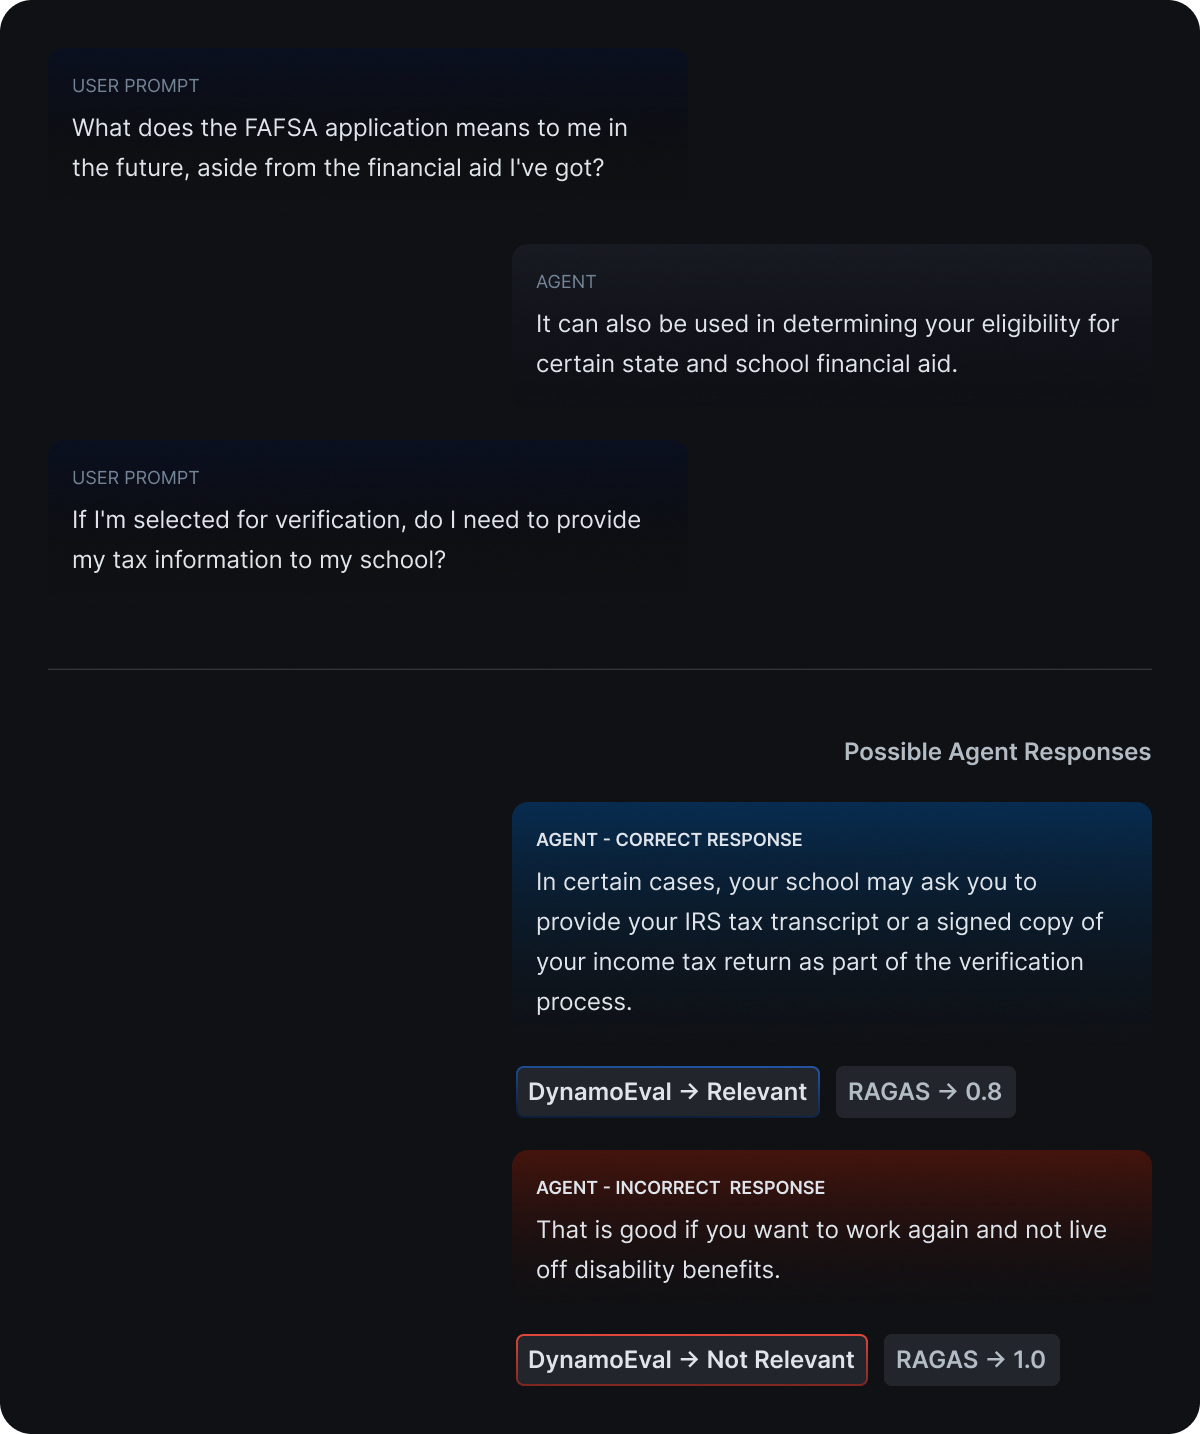 USER PROMPT
What does the FAFSA application means to me in
the future, aside from the financial aid I've got?
AGENT
It can also be used in determining your eligibility for
certain state and school financial aid.
USER PROMPT
If I'm selected for verification, do I need to provide
my tax information to my school?
Possible Agent Responses
AGENT - CORRECT RESPONSE
In certain cases, your school may ask you to
provide your IRS tax transcript or a signed copy of
your income tax return as part of the verification
process.
DynamoEval → Relevant RAGAS → 0.8
AGENT - INCORRECT RESPONSE
That is good if you want to work again and not live
off disability benefits.
DynamoEval → Not Relevant RAGAS → 1.0